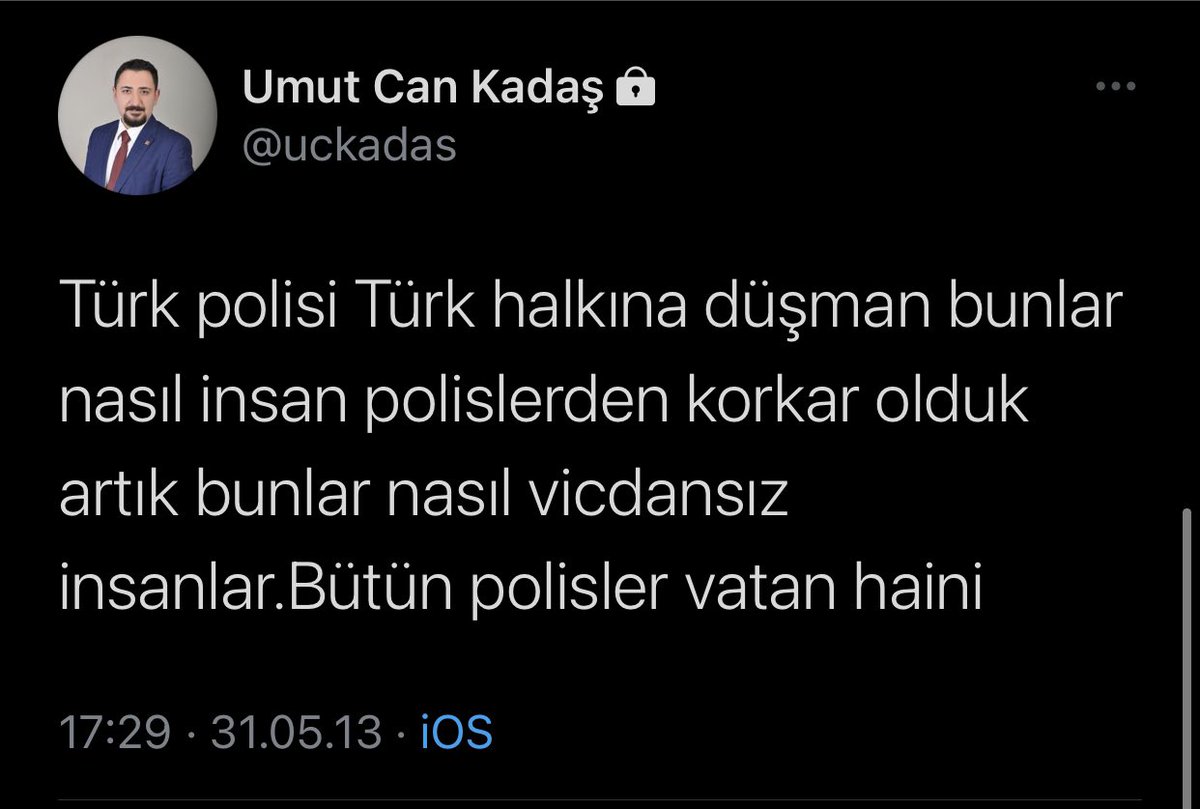 Umut Can Kadaş
@uckadas
Türk polisi Türk halkına düşman bunlar
nasıl insan polislerden korkar olduk
artık bunlar nasıl vicdansız
insanlar.Bütün polisler vatan haini
17:29 · 31.05.13 · iOS